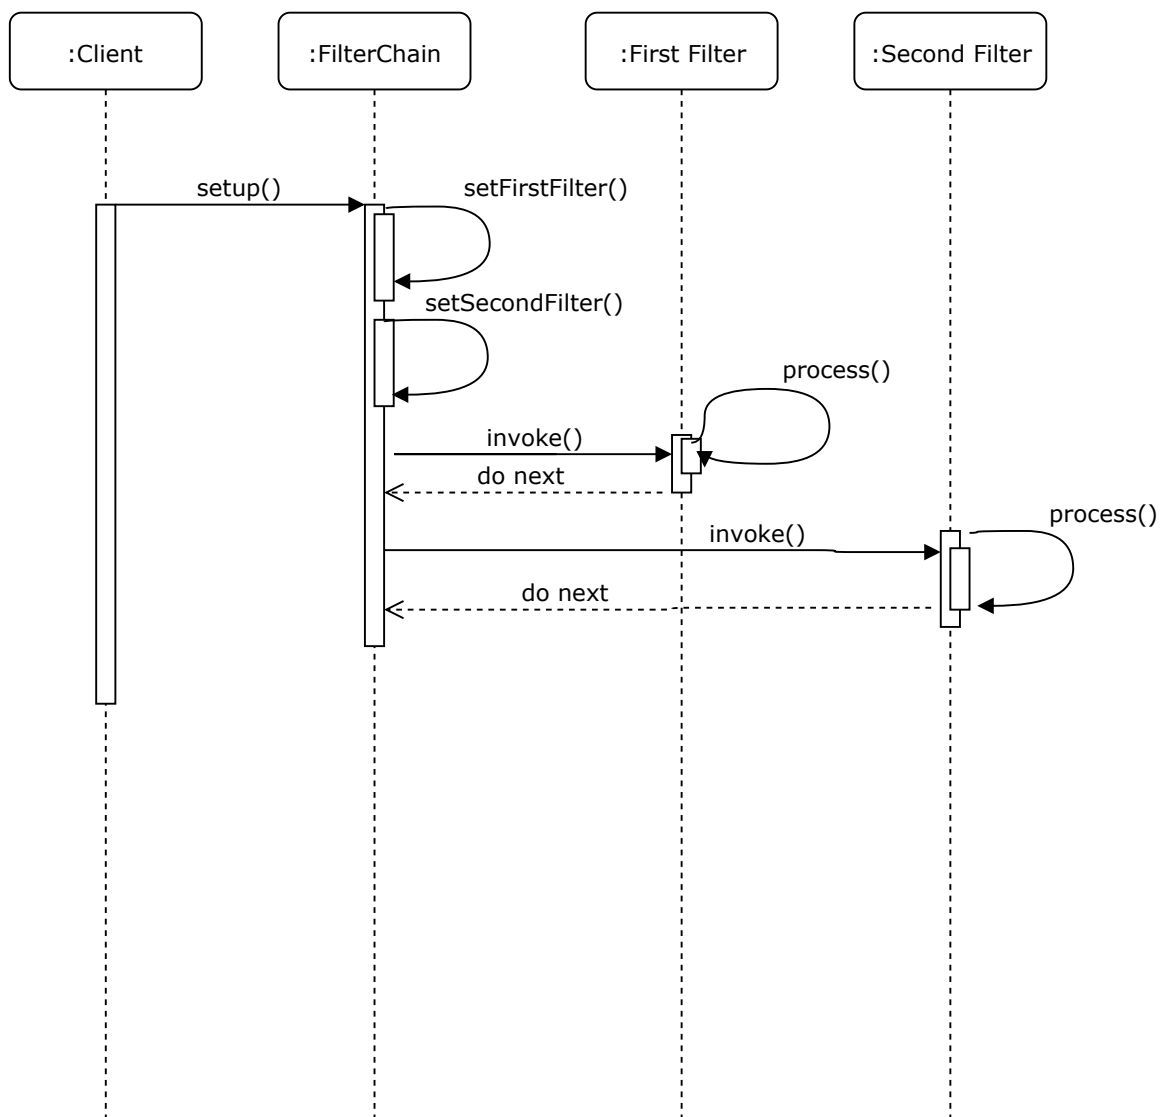 :Client
:FilterChain
:First Filter
:Second Filter
setup()
setFirstFilter()
setSecondFilter()
process()
invoke()
do next
process()
invoke()
do next